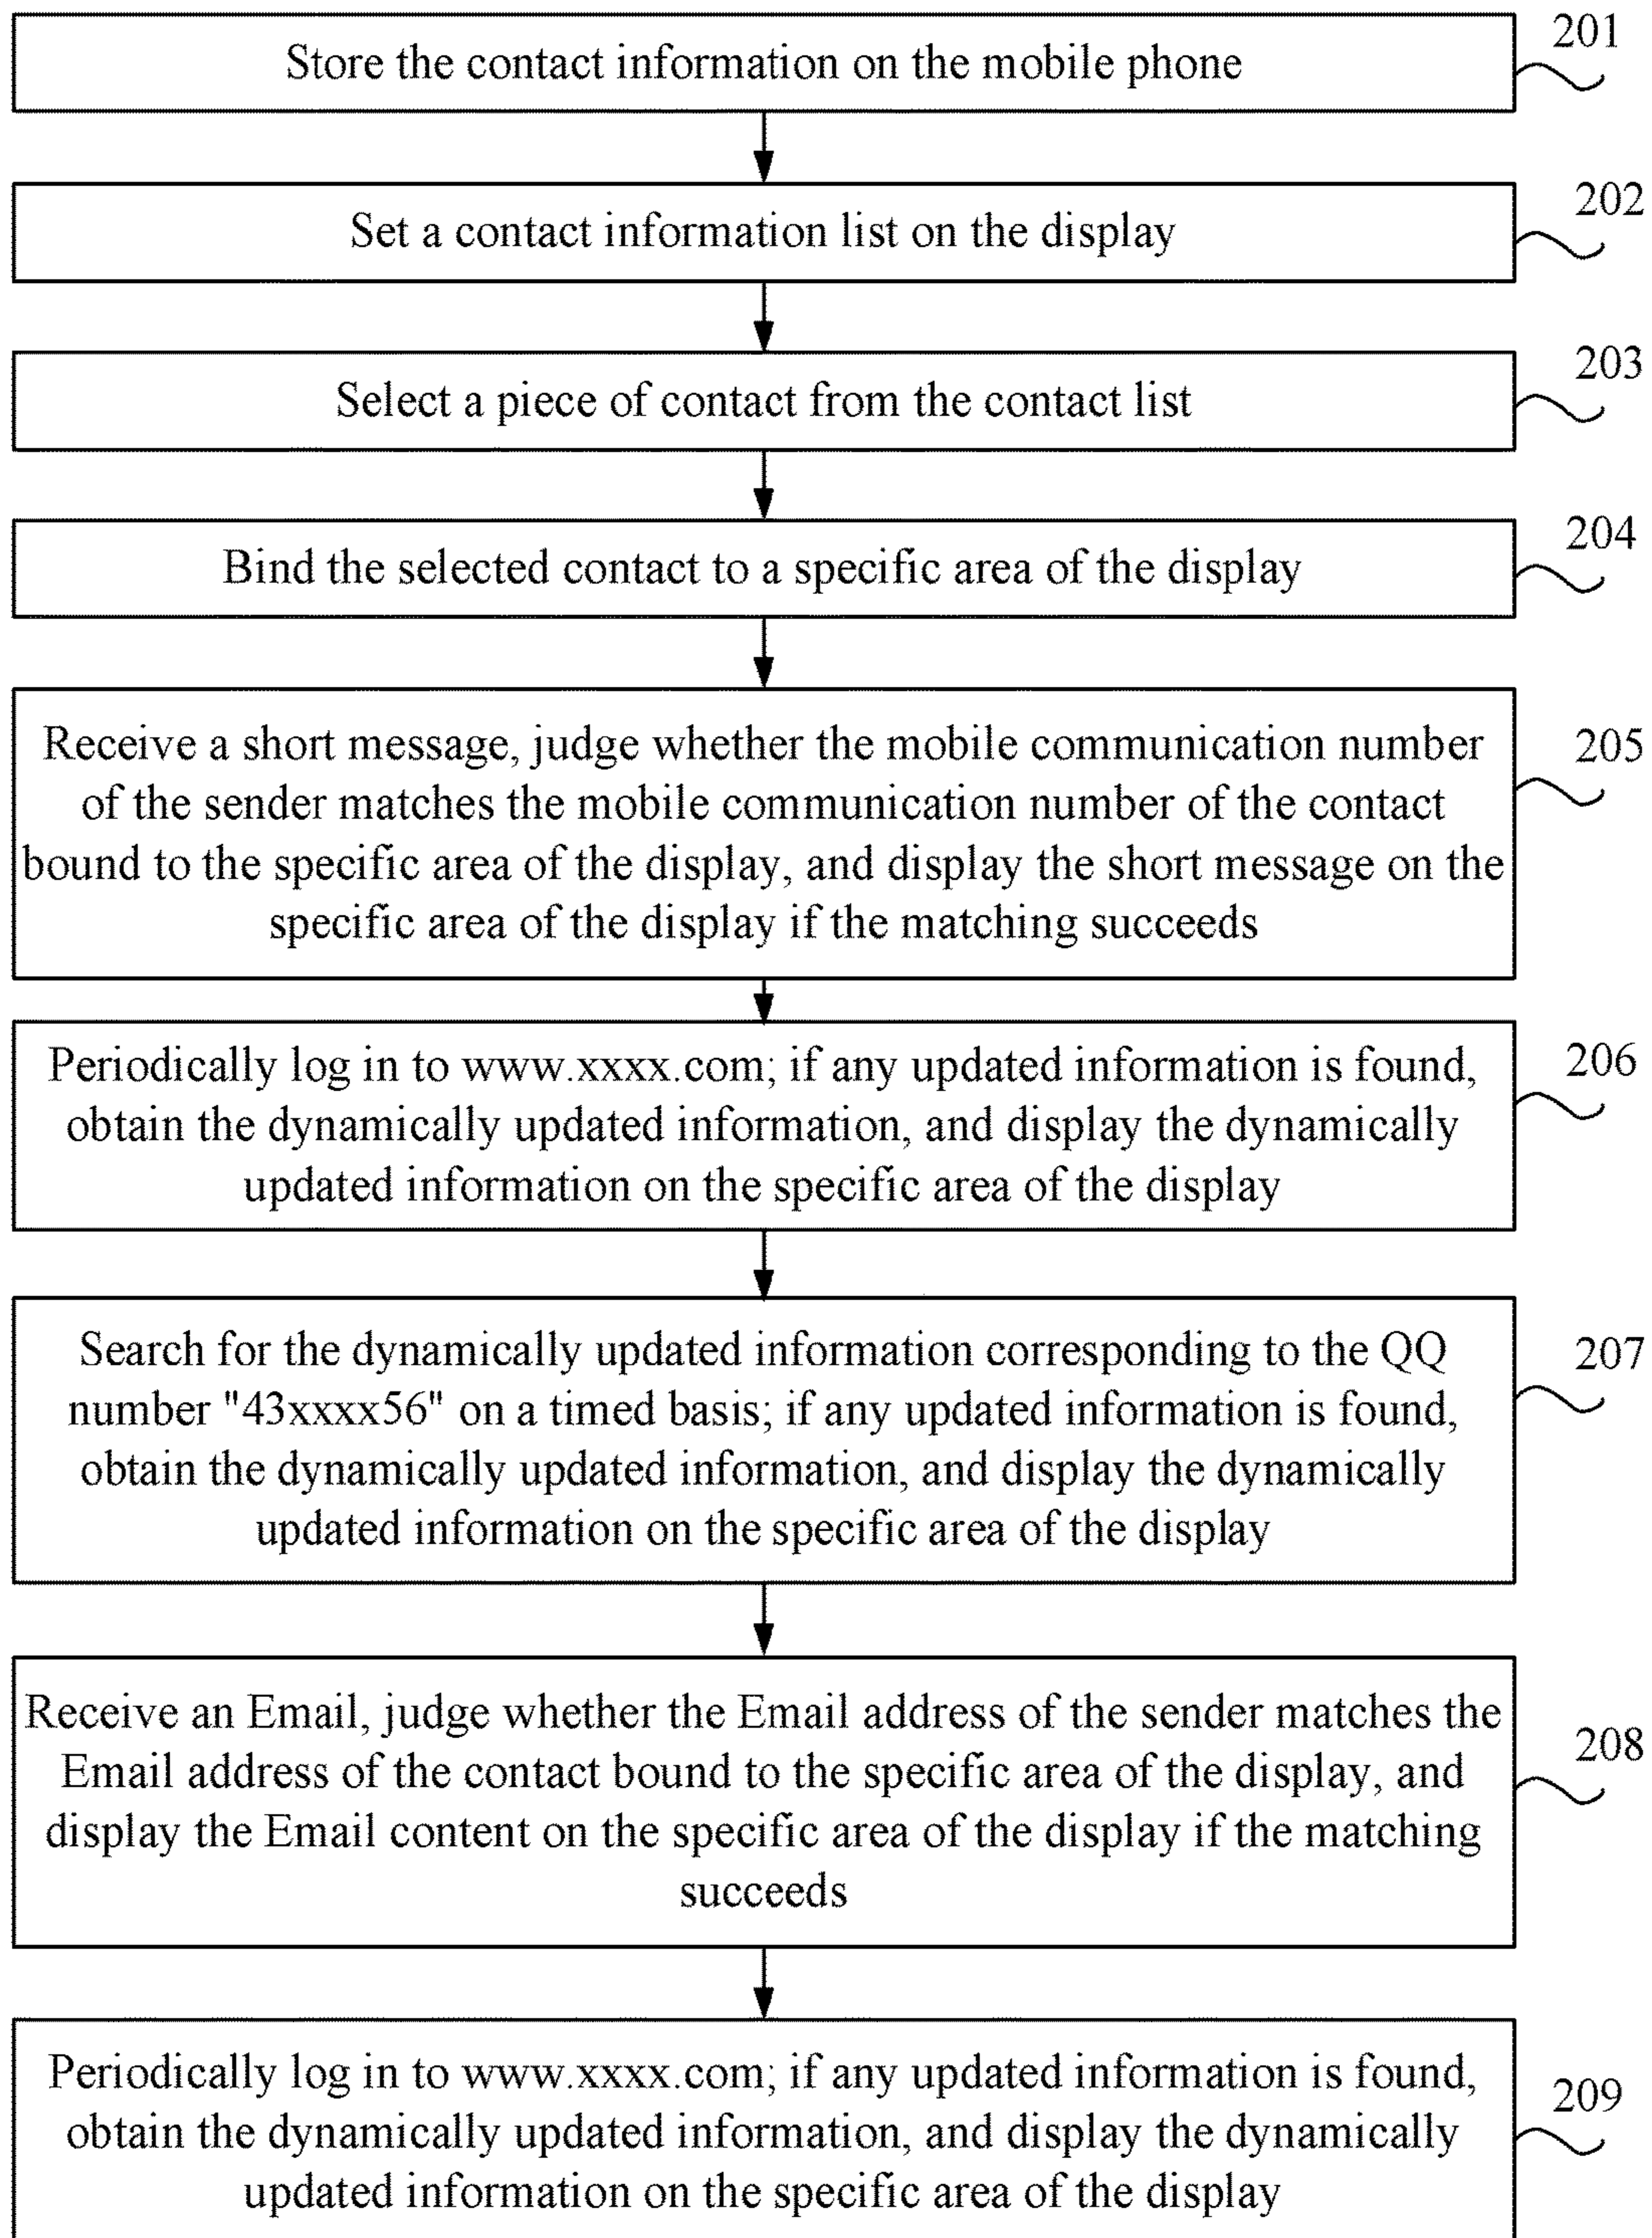 Store the contact information on the mobile phone
201
Set a contact information list on the display
202
Select a piece of contact from the contact list
203
Bind the selected contact to a specific area of the display
204
Receive a short message, judge whether the mobile communication number
of the sender matches the mobile communication number of the contact
bound to the specific area of the display, and display the short message on the
specific area of the display if the matching succeeds
205
Periodically log in to www.xxxx.com; if any updated information is found,
obtain the dynamically updated information, and display the dynamically
updated information on the specific area of the display
206
Search for the dynamically updated information corresponding to the QQ
number "43xxxx56" on a timed basis; if any updated information is found,
obtain the dynamically updated information, and display the dynamically
updated information on the specific area of the display
207
Receive an Email, judge whether the Email address of the sender matches the
Email address of the contact bound to the specific area of the display, and
display the Email content on the specific area of the display if the matching
succeeds
208
Periodically log in to www.xxxx.com; if any updated information is found,
obtain the dynamically updated information, and display the dynamically
updated information on the specific area of the display
209